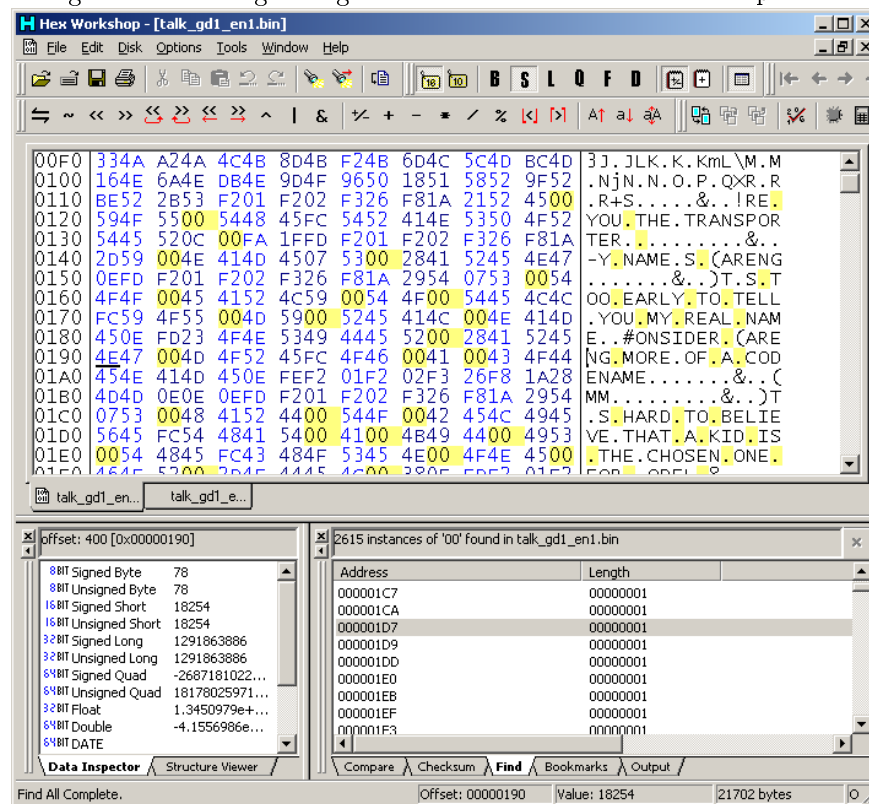 Hex Workshop - [talk_gd1_en1.bin]
File Edit Disk Options Tools Window Help
B S L Q F D
~ << >> ^ | & +/- + - * / %
00F0 334A A24A 4C4B 8D4B F24B 6D4C 5C4D BC4D 3J.JLK.K.KmL\M.M
0100 164E 6A4E DB4E 9D4F 9650 1851 5852 9F52 .NjN.N.O.P.QXR.R
0110 BE52 2B53 F201 F202 F326 F81A 2152 4500 .R+S.....&..!RE.
0120 594F 5500 5448 45FC 5452 414E 5350 4F52 YOU.THE.TRANSPOR
0130 5445 520C 00FA 1FFD F201 F202 F326 F81A TER..........&..
0140 2D59 004E 414D 4507 5300 2841 5245 4E47 -Y.NAME.S.(ARENG
0150 0EFD F201 F202 F326 F81A 2954 0753 0054 .......&..)T.S.T
0160 4F4F 0045 4152 4C59 0054 4F00 5445 4C4C OO.EARLY.TO.TELL
0170 FC59 4F55 004D 5900 5245 414C 004E 414D .YOU.MY.REAL.NAM
0180 450E FD23 4F4E 5349 4445 5200 2841 5245 E..#ONSIDER.(ARE
0190 4E47 004D 4F52 45FC 4F46 0041 0043 4F44 NG.MORE.OF.A.COD
01A0 454E 414D 450E FEF2 01F2 02F3 26F8 1A28 ENAME.......&..(
01B0 4D4D 0E0E 0EFD F201 F202 F326 F81A 2954 MM.........&..)T
01C0 0753 0048 4152 4400 544F 0042 454C 4945 .S.HARD.TO.BELIE
01D0 5645 FC54 4841 5400 4100 4B49 4400 4953 VE.THAT.A.KID.IS
01E0 0054 4845 FC43 484F 5345 4E00 4F4E 4500 .THE.CHOSEN.ONE.
talk_gd1_en... talk_gd1_e...
offset: 400 [0x00000190]
8BIT Signed Byte 78
8BIT Unsigned Byte 78
16BIT Signed Short 18254
16BIT Unsigned Short 18254
32BIT Signed Long 1291863886
32BIT Unsigned Long 1291863886
64BIT Signed Quad -2687181022...
64BIT Unsigned Quad 18178025971...
32BIT Float 1.3450979e+...
64BIT Double -4.1556986e...
64BIT DATE
Data Inspector Structure Viewer
2615 instances of '00' found in talk_gd1_en1.bin
Address Length
000001C7 00000001
000001CA 00000001
000001D7 00000001
000001D9 00000001
000001DD 00000001
000001E0 00000001
000001EB 00000001
000001EF 00000001
000001F3 00000001
Compare Checksum Find Bookmarks Output
Find All Complete. Offset: 00000190 Value: 18254 21702 bytes O